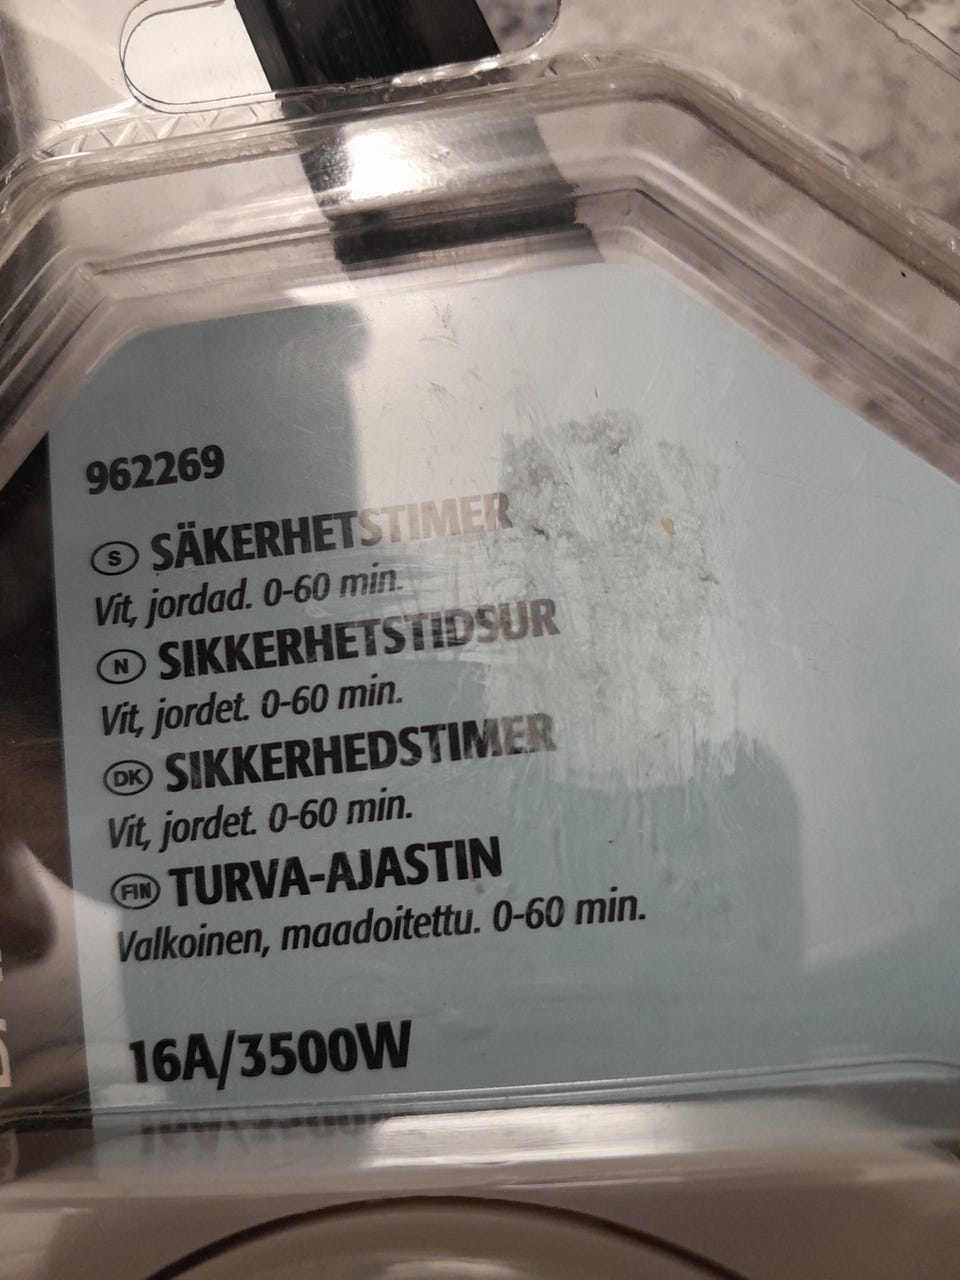 962269
S SÄKERHETSTIMER
Vit, jordad. 0-60 min.
N SIKKERHETSTIDSUR
Vit, jordet. 0-60 min.
DK SIKKERHEDSTIMER
Vit, jordet. 0-60 min.
FIN TURVA-AJASTIN
Valkoinen, maadoitettu. 0-60 min.
16A/3500W